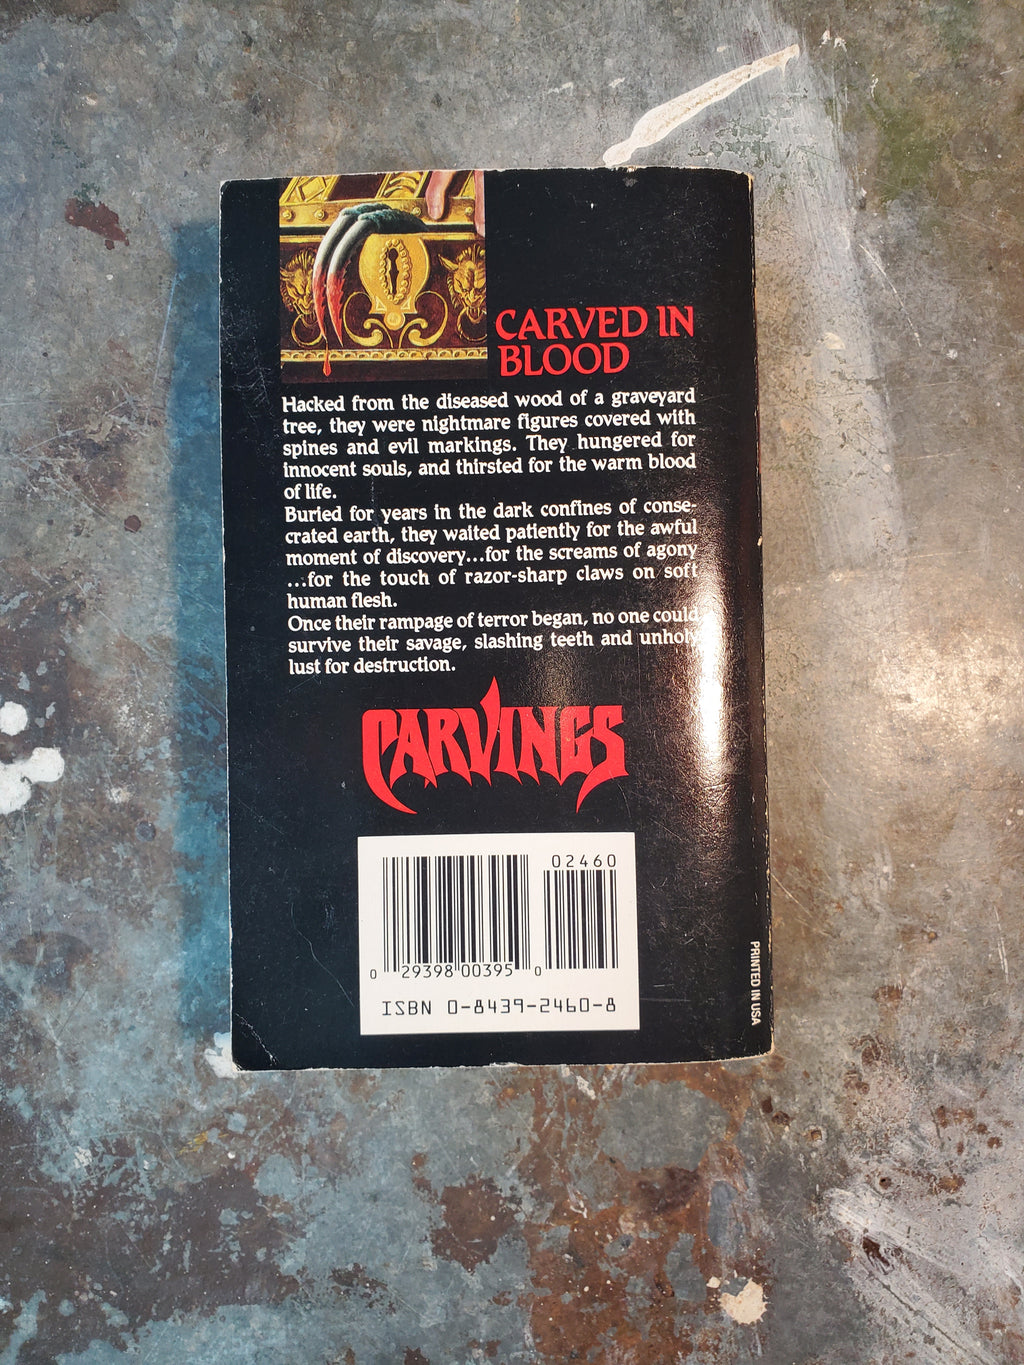 CARVED IN
BLOOD
Hacked from the diseased wood of a graveyard
tree, they were nightmare figures covered with
spines and evil markings. They hungered for
innocent souls, and thirsted for the warm blood
of life.
Buried for years in the dark confines of conse-
crated earth, they waited patiently for the awful
moment of discovery...for the screams of agony
...for the touch of razor-sharp claws on soft
human flesh.
Once their rampage of terror began, no one could
survive their savage, slashing teeth and unholy
lust for destruction.
CARVINGS
02460
0 29398 00395 0
ISBN 0-8439-2460-8
PRINTED IN USA